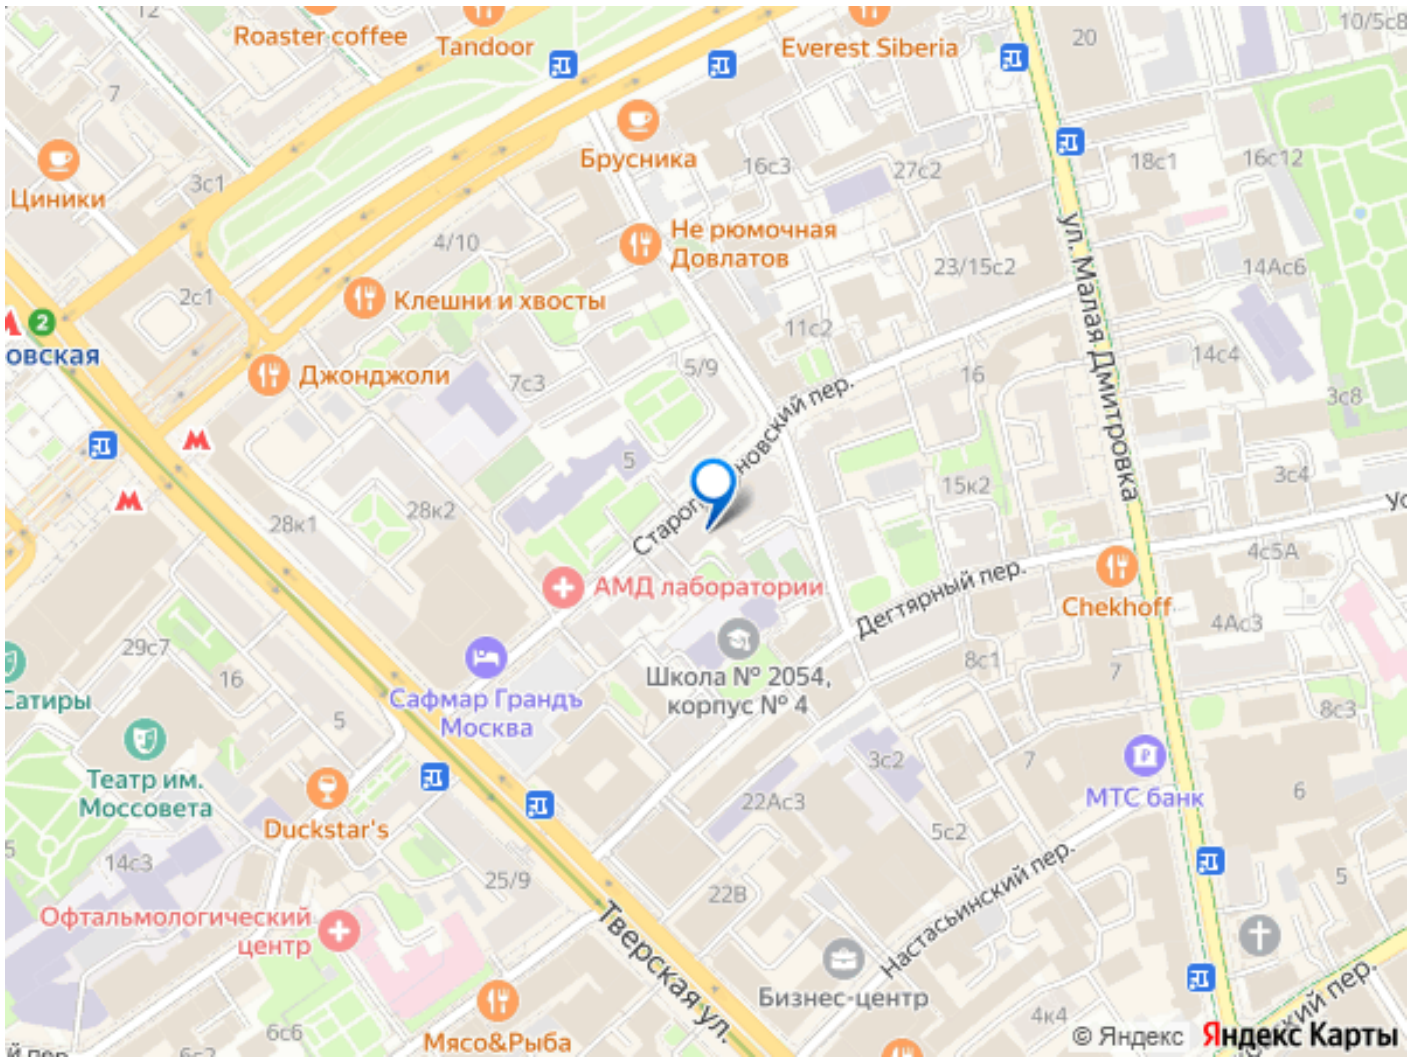 12
Roaster coffee
Tandoor
Everest Siberia
20
10/5с8
7
Циники
3с1
Брусника
16с3
27с2
18с1
16с12
4/10
Не рюмочная
Довлатов
23/15с2
14Ас6
2с1
Клешни и хвосты
11с2
ул. Малая Дмитровка
2
овская
Джонджоли
7с3
5/9
16
14с4
3с8
5
15к2
3с4
28к1
28к2
4с5А
АМД лаборатории
Дегтярный пер.
Chekhoff
4Ас3
29с7
16
Сатиры
5
Сафмар Грандъ
Москва
Школа № 2054,
корпус № 4
8с1
7
8с3
Театр им.
Моссовета
3с2
7
МТС банк
6
Duckstar's
22Ас3
5с2
5
14с3
25/9
22В
Настасьинский пер.
5
Офтальмологический
центр
Тверская ул.
Бизнес-центр
6с6
Мясо&Рыба
4к4
© Яндекс
Яндекс Карты